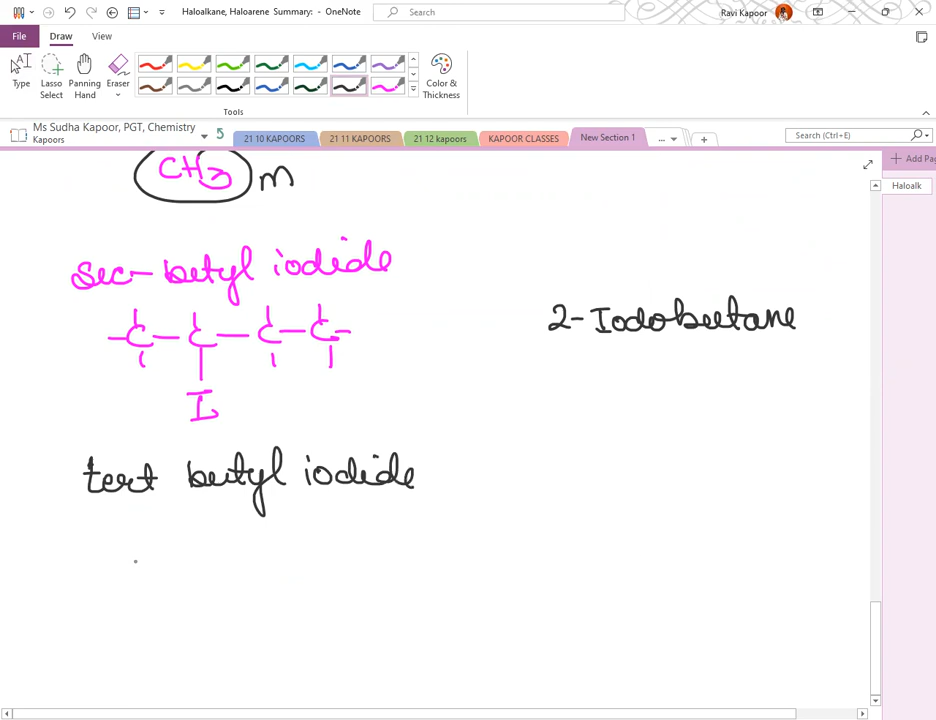 Haloalkane, Haloarene Summary: - OneNote
Search
Ravi Kapoor
File
Draw
View
Type
Lasso Select
Panning Hand
Eraser
Color & Thickness
Tools
Ms Sudha Kapoor, PGT, Chemistry
Kapoors
21 10 KAPOORS
21 11 KAPOORS
21 12 kapoors
KAPOOR CLASSES
New Section 1
Search (Ctrl+E)
Add Pag
Haloalk
CH3 m
sec-butyl iodide
2-Iodobutane
C C C C
I
tert butyl iodide